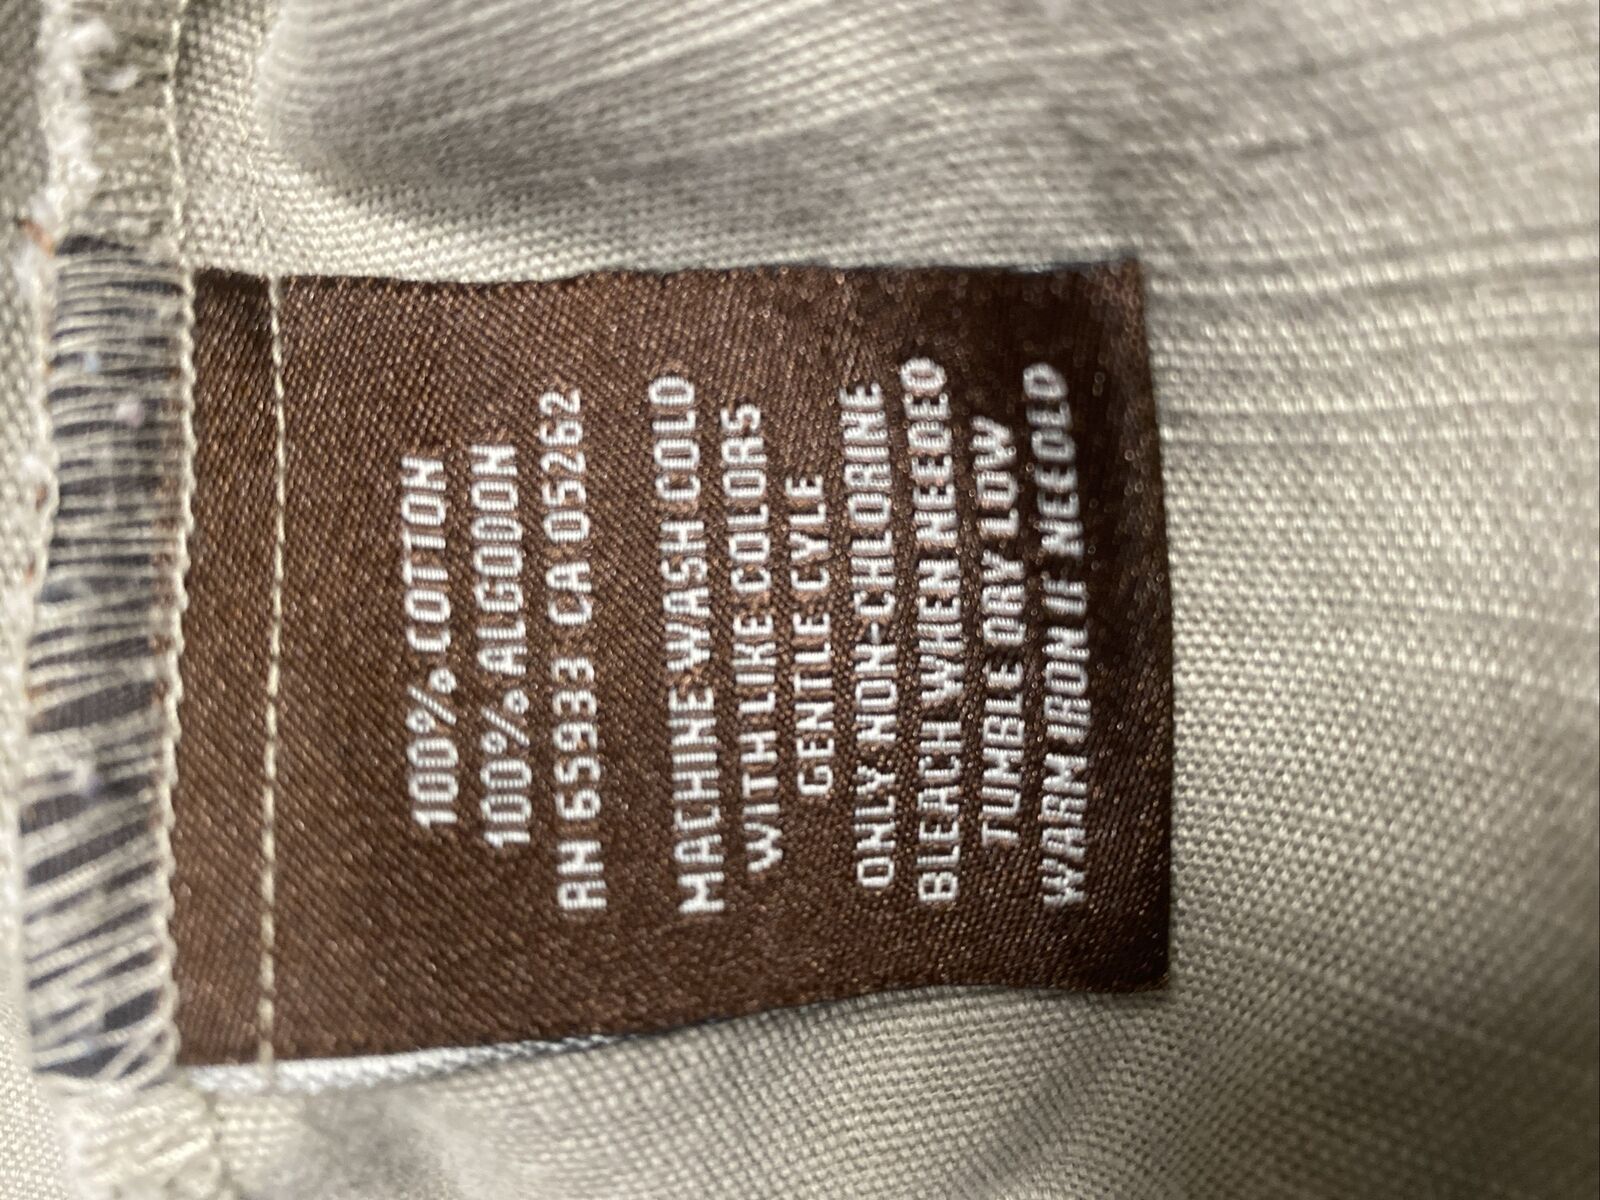 100% COTTON
100% ALGODON
RN 65933 CA 05262
MACHINE WASH COLD
WITH LIKE COLORS
GENTLE CYLE
ONLY NON-CHLORINE
BLEACH WHEN NEEDED
TUMBLE DRY LOW
WARM IRON IF NEEDED